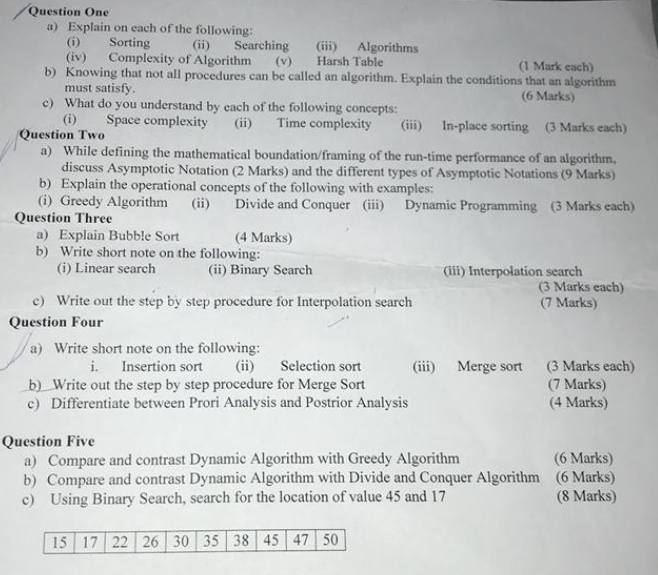 Question One
a) Explain on each of the following:
(i) Sorting (ii) Searching (iii) Algorithms
(iv) Complexity of Algorithm (v) Harsh Table (1 Mark each)
b) Knowing that not all procedures can be called an algorithm. Explain the conditions that an algorithm
must satisfy. (6 Marks)
c) What do you understand by each of the following concepts:
(i) Space complexity (ii) Time complexity (iii) In-place sorting (3 Marks each)
Question Two
a) While defining the mathematical boundation/framing of the run-time performance of an algorithm,
discuss Asymptotic Notation (2 Marks) and the different types of Asymptotic Notations (9 Marks)
b) Explain the operational concepts of the following with examples:
(i) Greedy Algorithm (ii) Divide and Conquer (iii) Dynamic Programming (3 Marks each)
Question Three
a) Explain Bubble Sort (4 Marks)
b) Write short note on the following:
(i) Linear search (ii) Binary Search (iii) Interpolation search
(3 Marks each)
c) Write out the step by step procedure for Interpolation search (7 Marks)
Question Four
a) Write short note on the following:
i. Insertion sort (ii) Selection sort (iii) Merge sort (3 Marks each)
b) Write out the step by step procedure for Merge Sort (7 Marks)
c) Differentiate between Prori Analysis and Postrior Analysis (4 Marks)
Question Five
a) Compare and contrast Dynamic Algorithm with Greedy Algorithm (6 Marks)
b) Compare and contrast Dynamic Algorithm with Divide and Conquer Algorithm (6 Marks)
c) Using Binary Search, search for the location of value 45 and 17 (8 Marks)
15 17 22 26 30 35 38 45 47 50